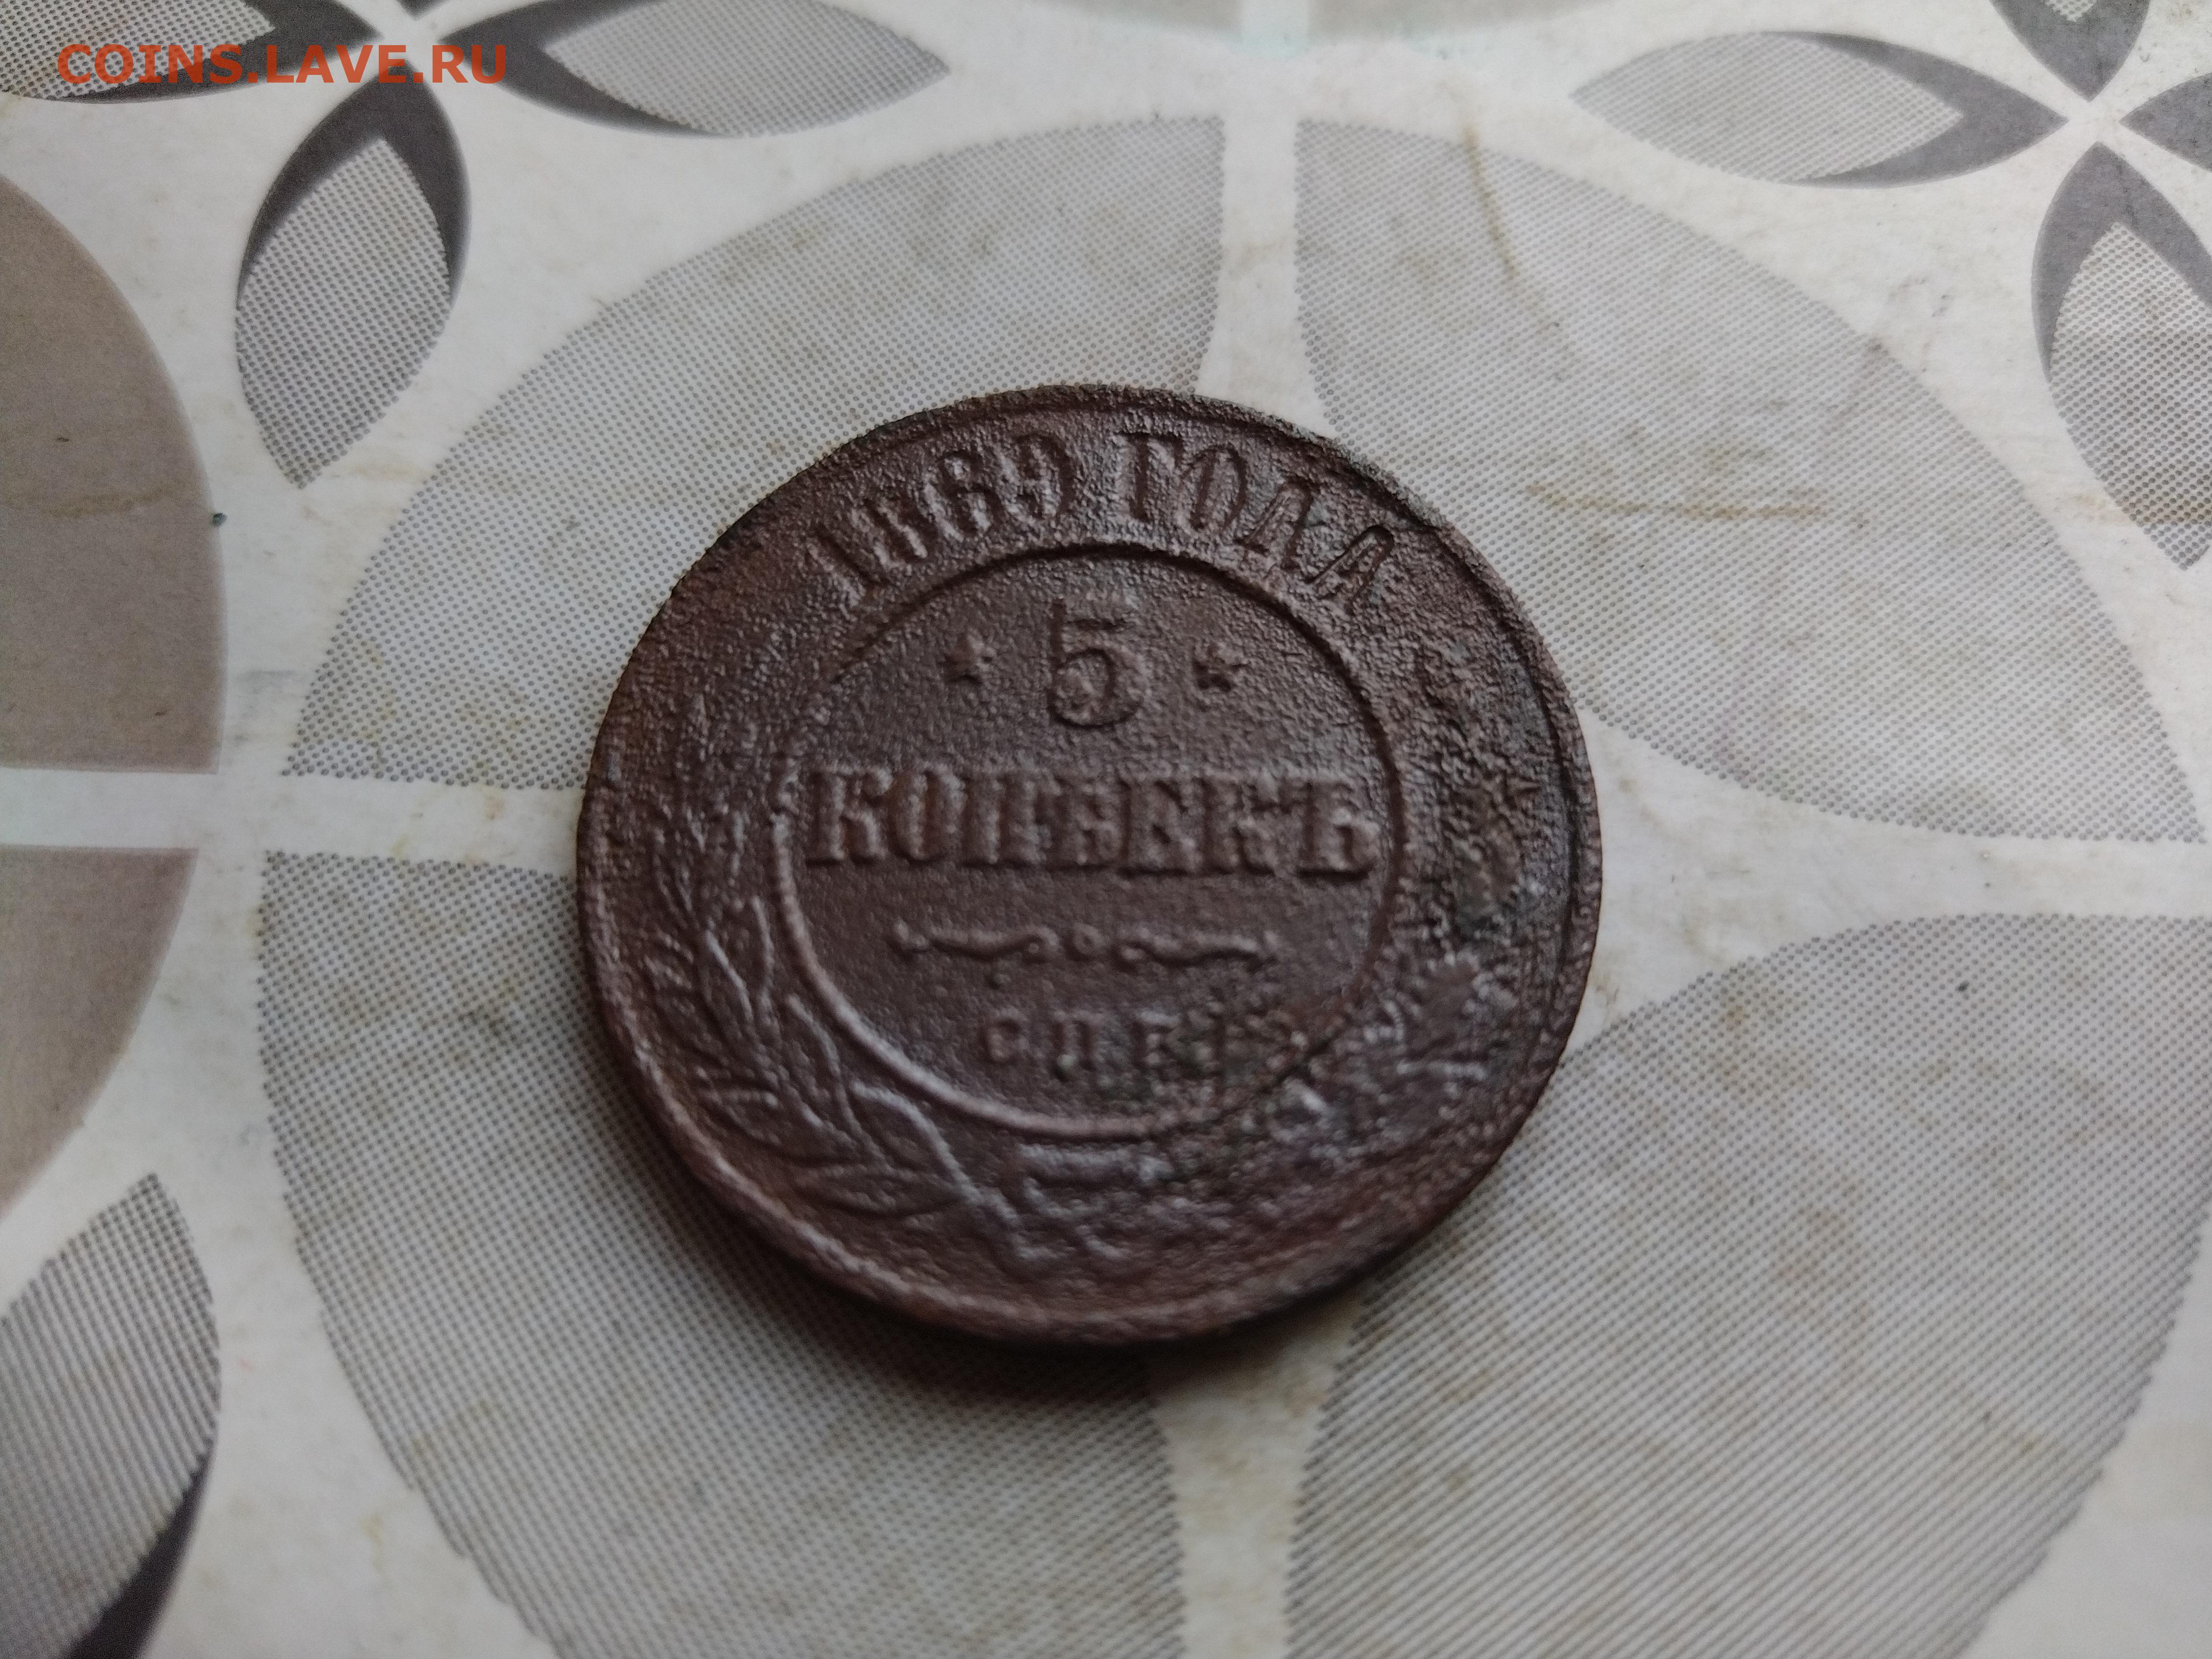 COINS.LAVE.RU
1869 ГОДА
5
КОПѢЕКЪ
С.П.Б.